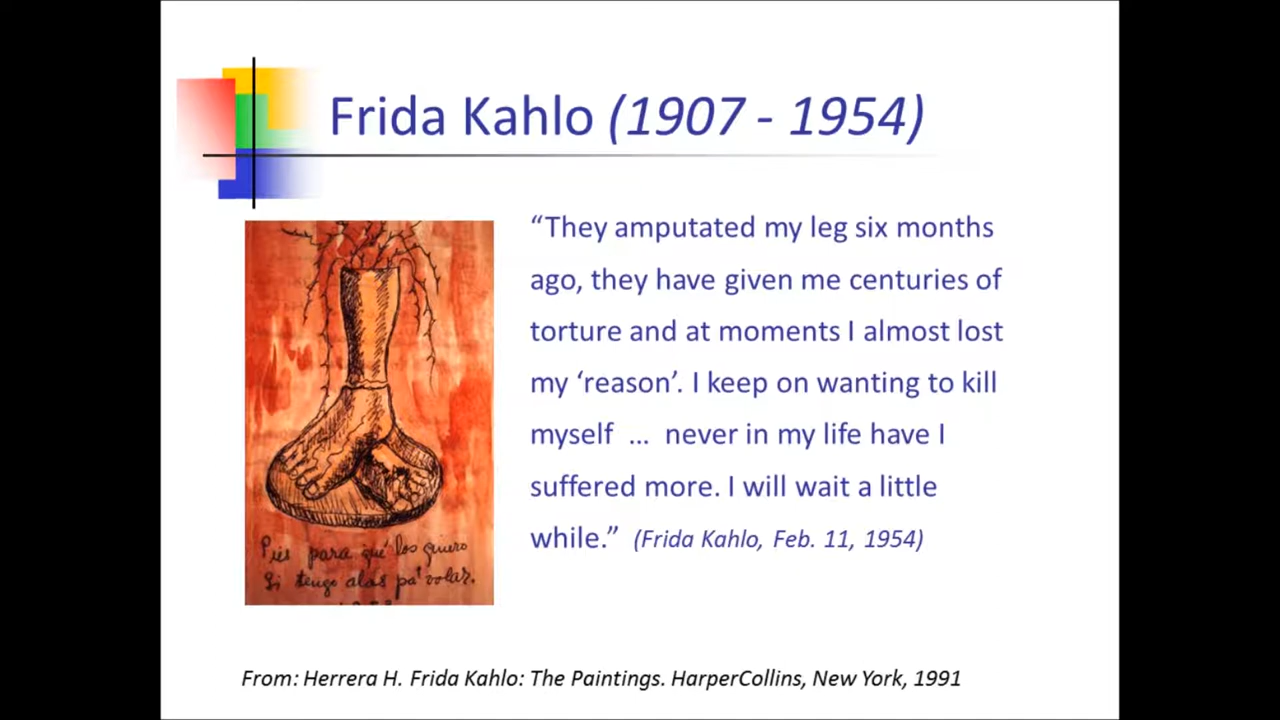 Frida Kahlo (1907 - 1954)
“They amputated my leg six months
ago, they have given me centuries of
torture and at moments I almost lost
my ‘reason’. I keep on wanting to kill
myself ... never in my life have I
suffered more. I will wait a little
while.” (Frida Kahlo, Feb. 11, 1954)
Pies para qué los quiero
Si tengo alas pa' volar.
From: Herrera H. Frida Kahlo: The Paintings. HarperCollins, New York, 1991